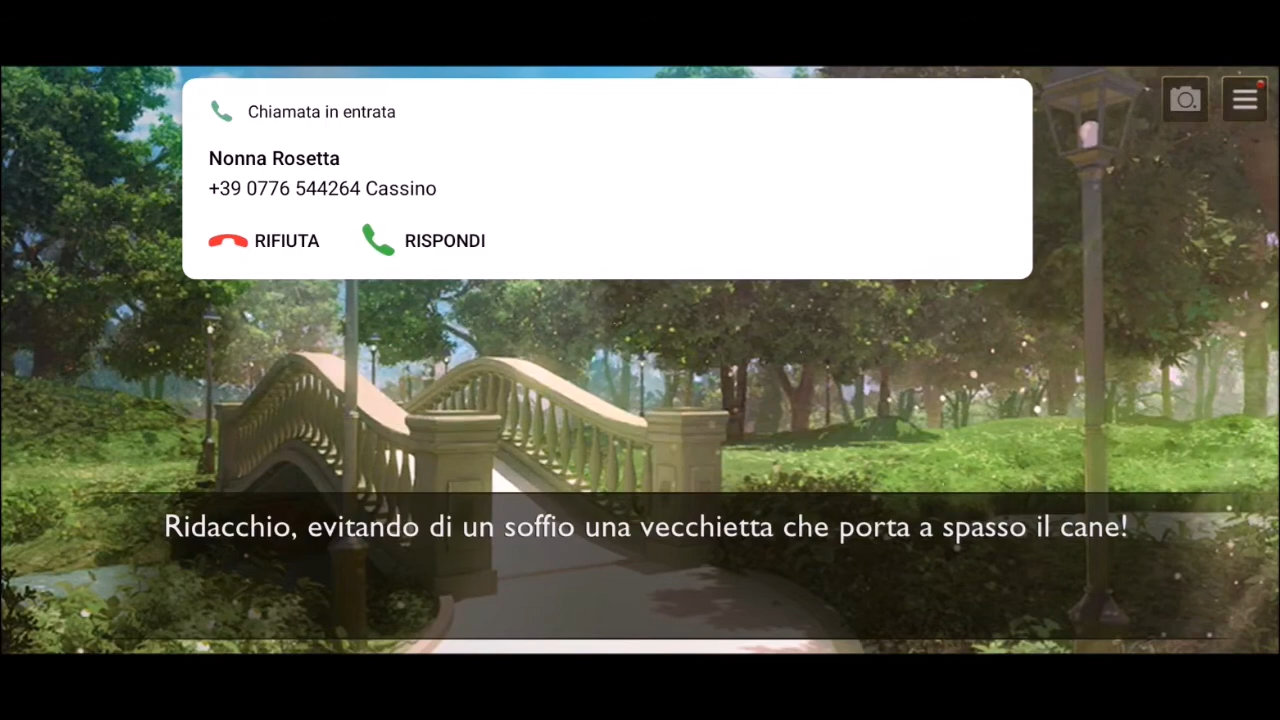 Chiamata in entrata
Nonna Rosetta
+39 0776 544264 Cassino
RIFIUTA RISPONDI
Ridacchio, evitando di un soffio una vecchietta che porta a spasso il cane!